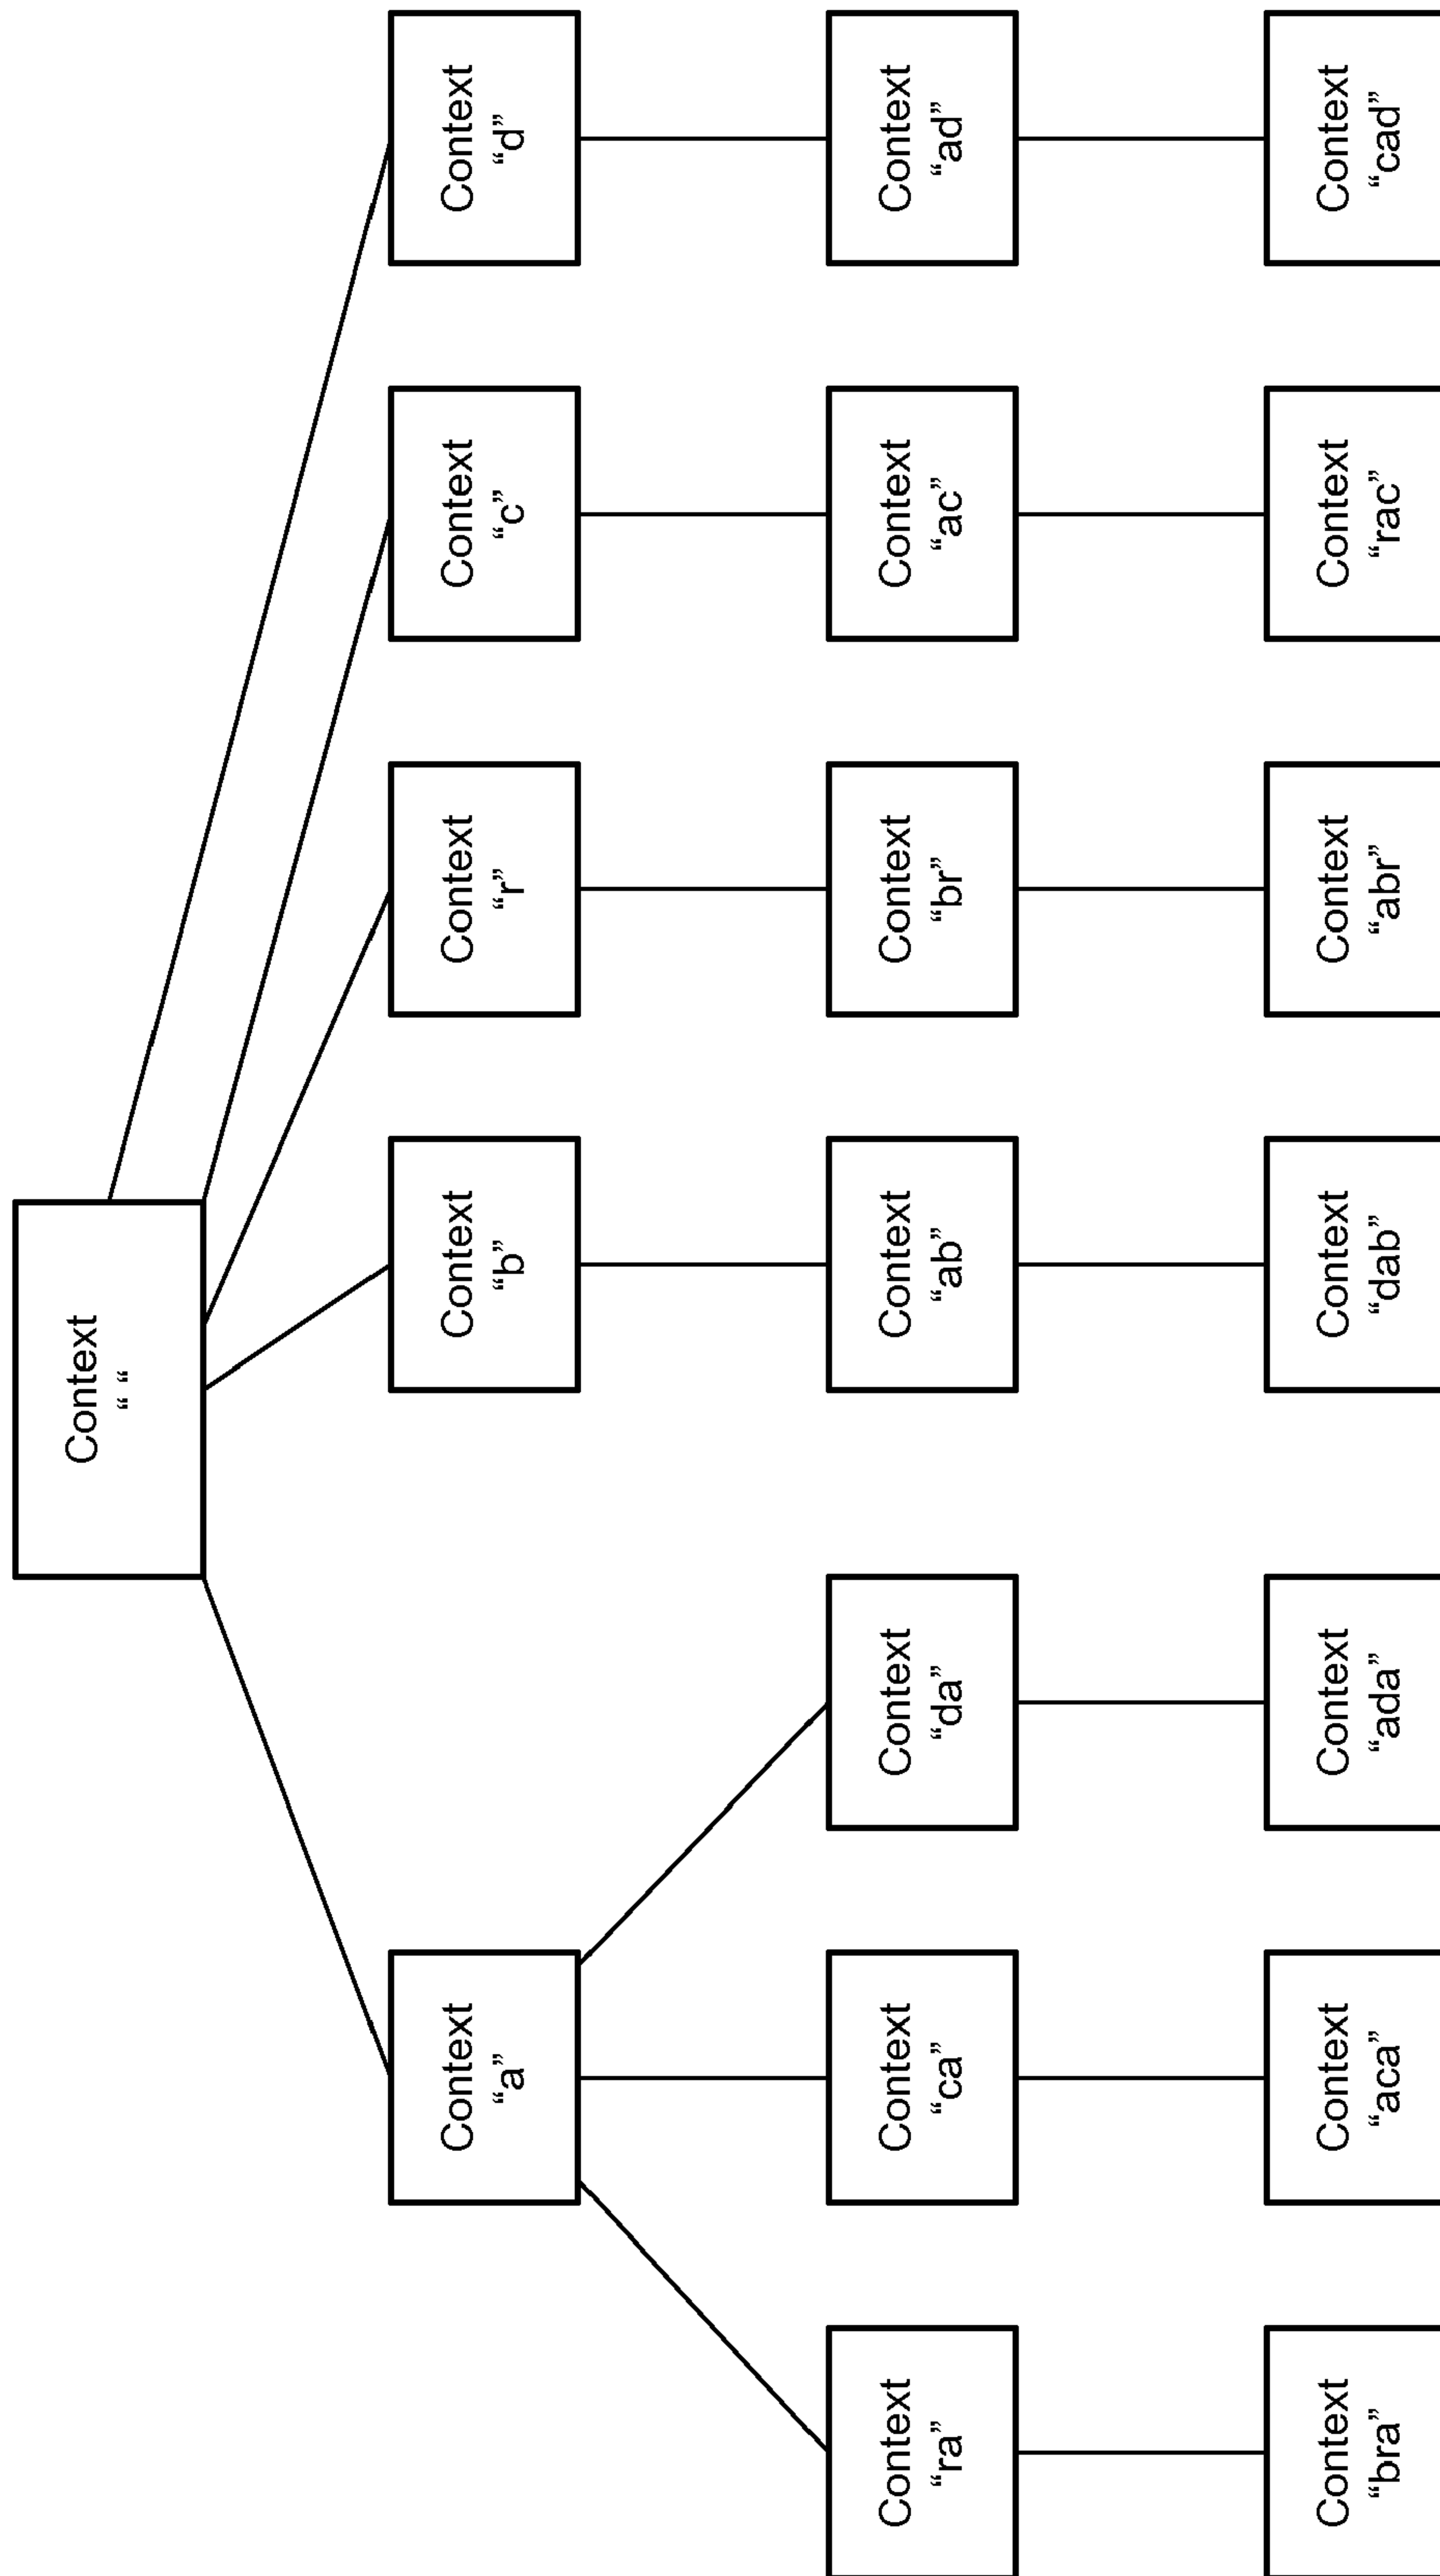 Context
“ “
Context
“a”
Context
“b”
Context
“r”
Context
“c”
Context
“d”
Context
“ra”
Context
“ca”
Context
“da”
Context
“ab”
Context
“br”
Context
“ac”
Context
“ad”
Context
“bra”
Context
“aca”
Context
“ada”
Context
“dab”
Context
“abr”
Context
“rac”
Context
“cad”